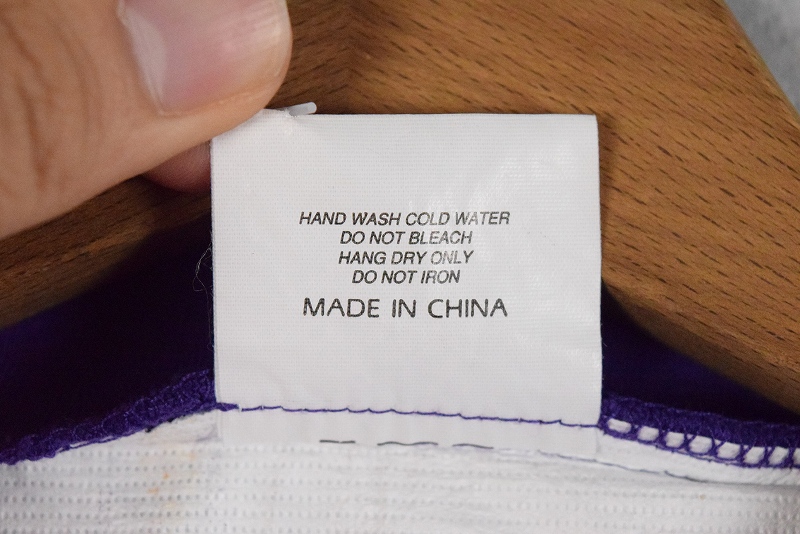 HAND WASH COLD WATER
DO NOT BLEACH
HANG DRY ONLY
DO NOT IRON
MADE IN CHINA